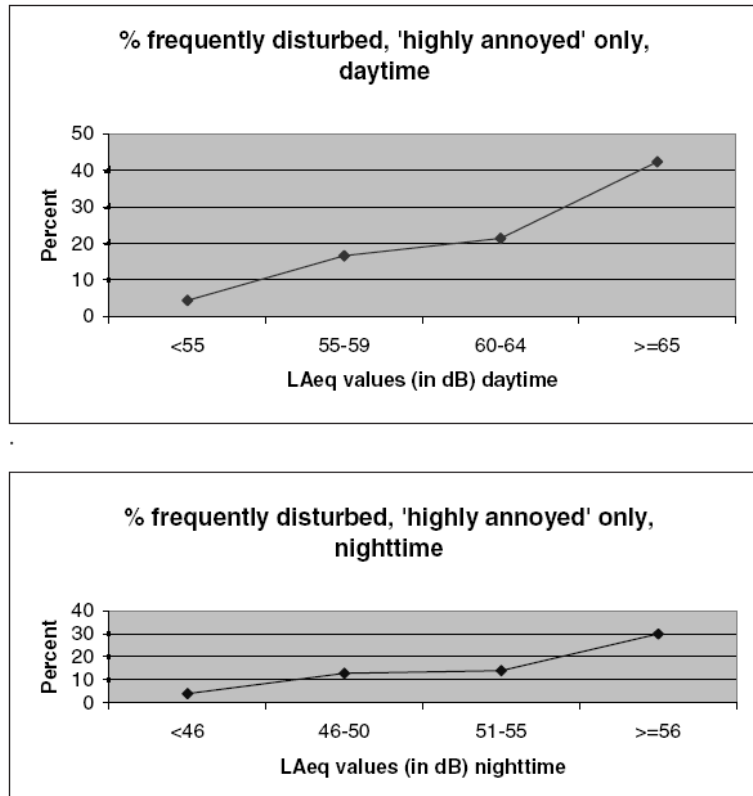 % frequently disturbed, 'highly annoyed' only,
daytime
50
40
30
20
10
0
Percent
<55 55-59 60-64 >=65
LAeq values (in dB) daytime
.
% frequently disturbed, 'highly annoyed' only,
nighttime
40
30
20
10
0
Percent
<46 46-50 51-55 >=56
LAeq values (in dB) nighttime